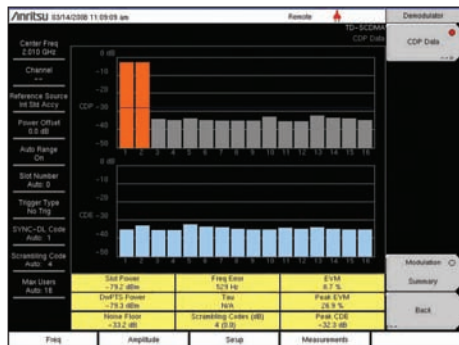 Anritsu 03/14/2008 11:09:09 am
Remote
Demodulator
TD-SCDMA
CDP Data
CDP Data
Center Freq
2.010 GHz
Channel
--
Reference Source
Int Std Accy
Power Offset
0.0 dB
Auto Range
On
Slot Number
Auto: 0
Trigger Type
No Trig
SYNC-DL Code
Auto: 1
Scrambling Code
Auto: 4
Max Users
Auto: 16
0 dB
-10
-20
CDP -30
-40
-50
1 2 3 4 5 6 7 8 9 10 11 12 13 14 15 16
0 dB
-10
-20
CDE -30
-40
-50
1 2 3 4 5 6 7 8 9 10 11 12 13 14 15 16
Slot Power
-79.2 dBm
Freq Error
529 Hz
EVM
6.7 %
DwPTS Power
-79.3 dBm
Tau
N/A
Peak EVM
26.9 %
Noise Floor
-33.2 dB
Scrambling Codes (dB)
4 (0.0)
Peak CDE
-32.3 dB
Modulation
Summary
Back
Freq
Amplitude
Setup
Measurements